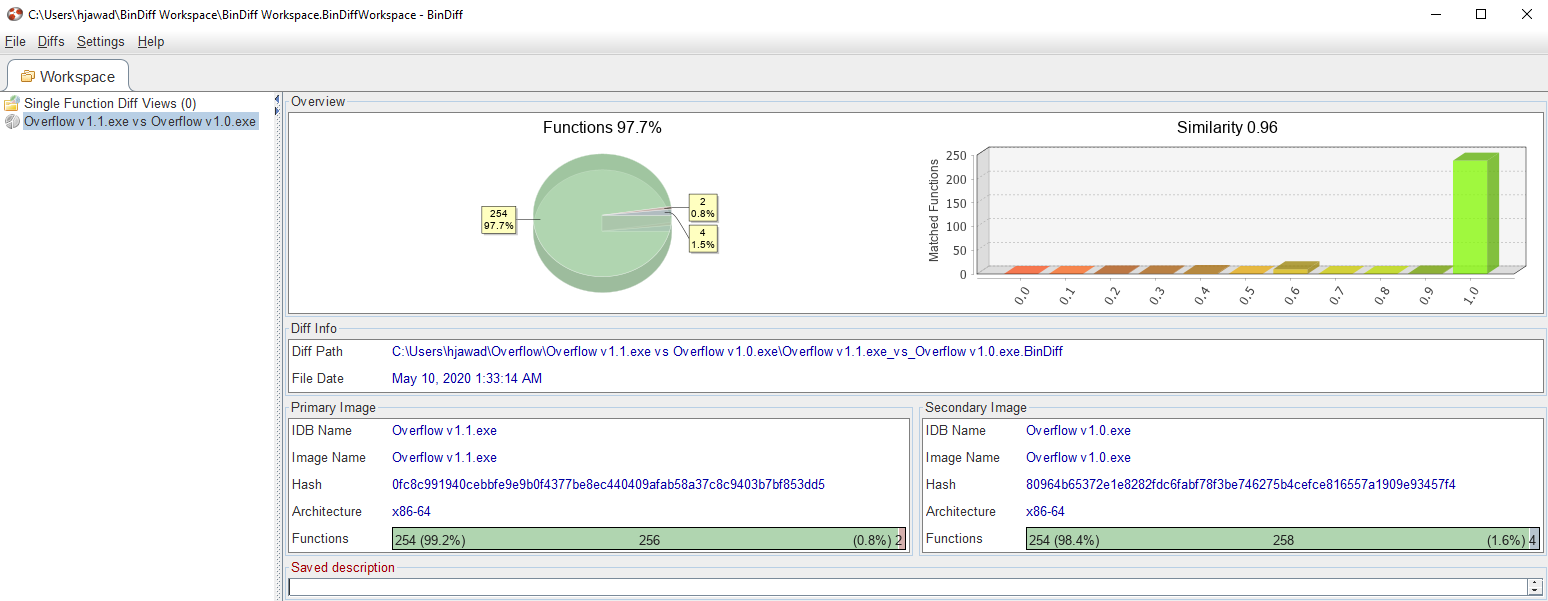 C:\Users\hjawad\BinDiff Workspace\BinDiff Workspace.BinDiffWorkspace - BinDiff
File Diffs Settings Help
Workspace
Single Function Diff Views (0)
Overflow v1.1.exe vs Overflow v1.0.exe
Overview
Functions 97.7%
254
97.7%
2
0.8%
4
1.5%
Similarity 0.96
Matched Functions
250
200
150
100
50
0
0.0 0.1 0.2 0.3 0.4 0.5 0.6 0.7 0.8 0.9 1.0
Diff Info
Diff Path C:\Users\hjawad\Overflow\Overflow v1.1.exe vs Overflow v1.0.exe\Overflow v1.1.exe_vs_Overflow v1.0.exe.BinDiff
File Date May 10, 2020 1:33:14 AM
Primary Image
IDB Name Overflow v1.1.exe
Image Name Overflow v1.1.exe
Hash 0fc8c991940cebbfe9e9b0f4377be8ec440409afab58a37c8c9403b7bf853dd5
Architecture x86-64
Functions 254 (99.2%) 256 (0.8%) 2
Secondary Image
IDB Name Overflow v1.0.exe
Image Name Overflow v1.0.exe
Hash 80964b65372e1e8282fdc6fabf78f3be746275b4cefce816557a1909e93457f4
Architecture x86-64
Functions 254 (98.4%) 258 (1.6%) 4
Saved description